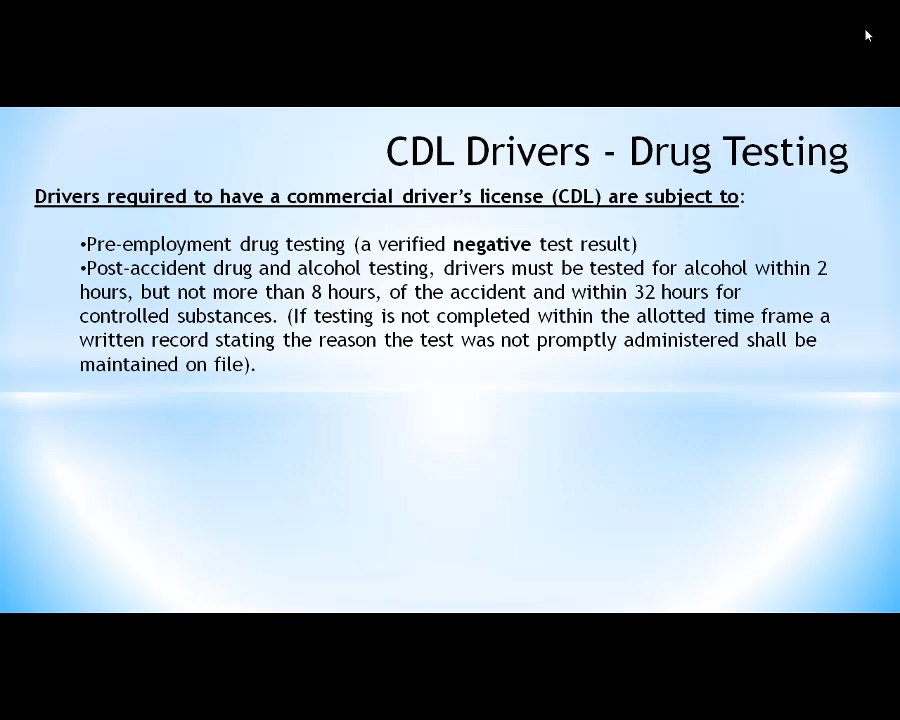 CDL Drivers - Drug Testing
Drivers required to have a commercial driver’s license (CDL) are subject to:
•Pre-employment drug testing (a verified negative test result)
•Post-accident drug and alcohol testing, drivers must be tested for alcohol within 2
hours, but not more than 8 hours, of the accident and within 32 hours for
controlled substances. (If testing is not completed within the allotted time frame a
written record stating the reason the test was not promptly administered shall be
maintained on file).